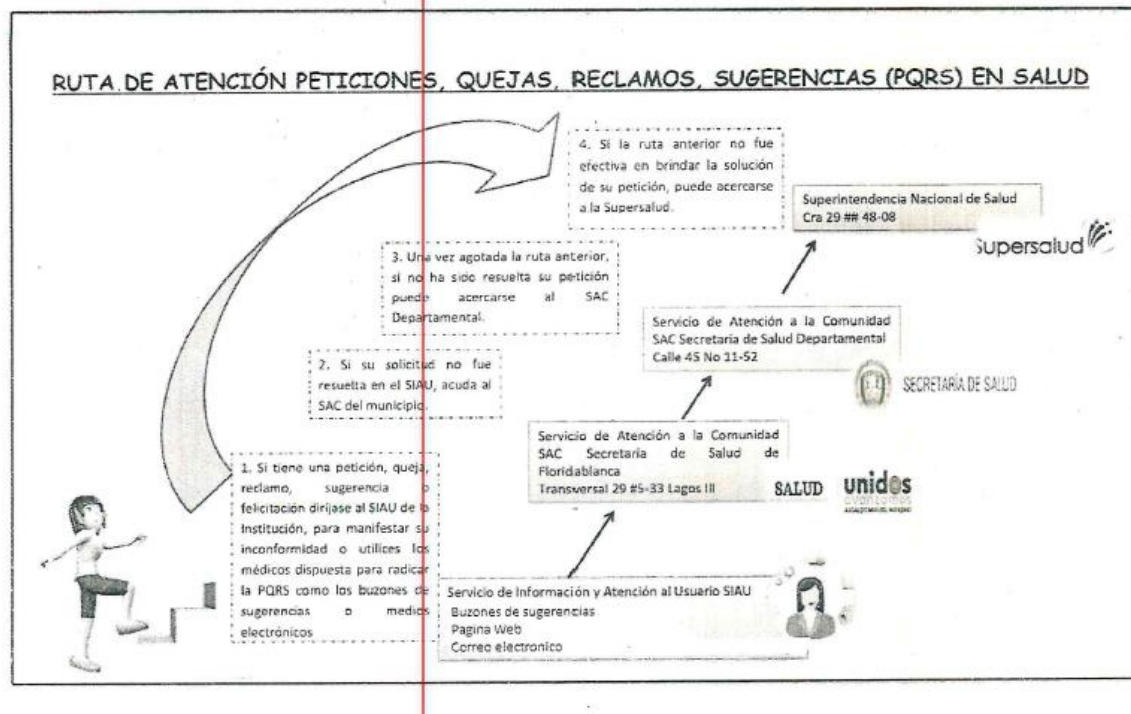 RUTA DE ATENCIÓN PETICIONES, QUEJAS, RECLAMOS, SUGERENCIAS (PQRS) EN SALUD
4. Si la ruta anterior no fue
efectiva en brindar la solución
de su petición, puede acercarse
a la Supersalud.
Superintendencia Nacional de Salud
Cra 29 ## 48-08
Supersalud
3. Una vez agotada la ruta anterior,
si no ha sido resuelta su petición
puede acercarse al SAC
Departamental.
Servicio de Atención a la Comunidad
SAC Secretaria de Salud Departamental
Calle 45 No 11-52
SECRETARÍA DE SALUD
2. Si su solicitud no fue
resuelta en el SIAU, acuda al
SAC del municipio.
Servicio de Atención a la Comunidad
SAC Secretaria de Salud de
Floridablanca
Transversal 29 #5-33 Lagos III
SALUD
unidos
avanzamos
1. Si tiene una petición, queja,
reclamo, sugerencia o
felicitación diríjase al SIAU de la
Institución, para manifestar su
inconformidad o utilices los
médicos dispuesta para radicar
la PQRS como los buzones de
sugerencias o medios
electrónicos
Servicio de Información y Atención al Usuario SIAU
Buzones de sugerencias
Pagina Web
Correo electronico